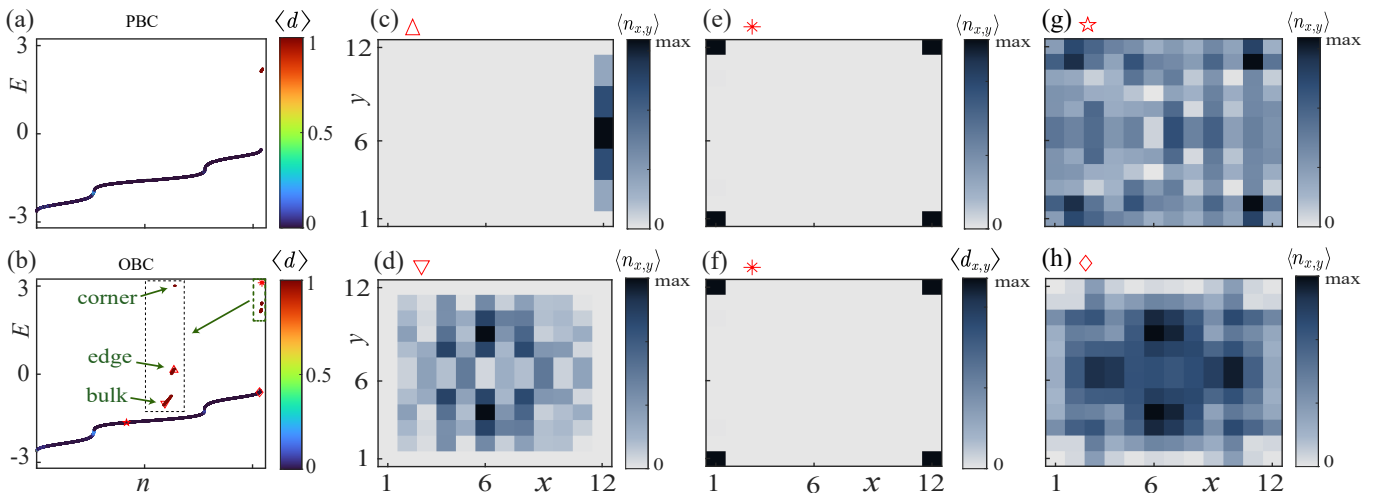 (a) PBC ⟨d⟩
3
E
0
-3
1
0.5
0
(b) OBC ⟨d⟩
3
E
0
-3
n
corner
edge
bulk
1
0.5
0
(c) △ ⟨n_{x,y}⟩
12
y
6
1
max
0
(d) ▽ ⟨n_{x,y}⟩
12
y
6
1
1 6 x 12
max
0
(e) ✳ ⟨n_{x,y}⟩
max
0
(f) ✳ ⟨d_{x,y}⟩
1 6 x 12
max
0
(g) ☆ ⟨n_{x,y}⟩
max
0
(h) ◇ ⟨n_{x,y}⟩
1 6 x 12
max
0